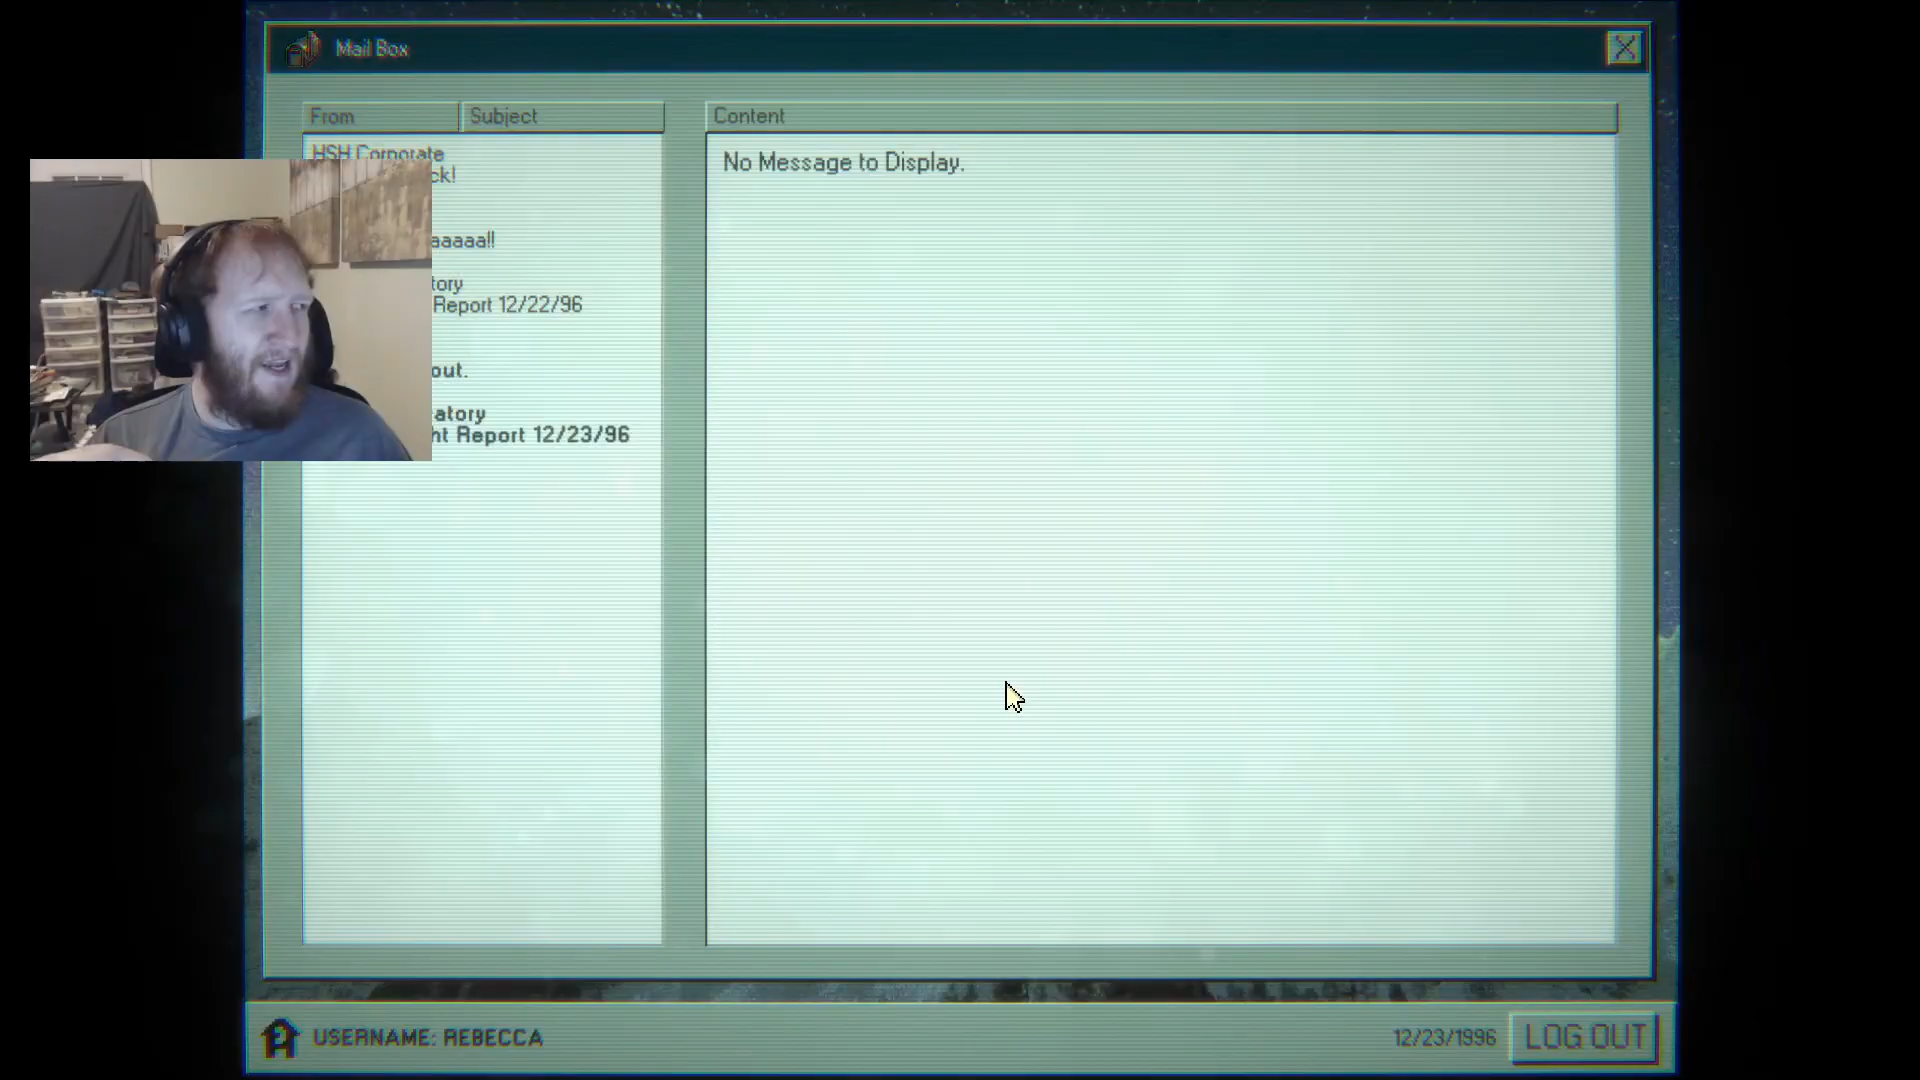 Mail Box
From
Subject
HSH Corporate
ck!
aaaaa!!
tory
Report 12/22/96
out.
atory
ht Report 12/23/96
Content
No Message to Display.
USERNAME: REBECCA
12/23/1996
LOG OUT